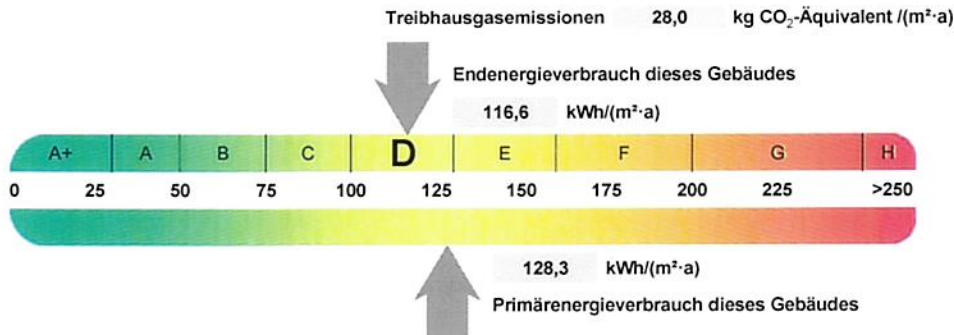 Treibhausgasemissionen 28,0 kg CO₂-Äquivalent /(m²·a)
Endenergieverbrauch dieses Gebäudes
116,6 kWh/(m²·a)
A+ A B C D E F G H
0 25 50 75 100 125 150 175 200 225 >250
128,3 kWh/(m²·a)
Primärenergieverbrauch dieses Gebäudes